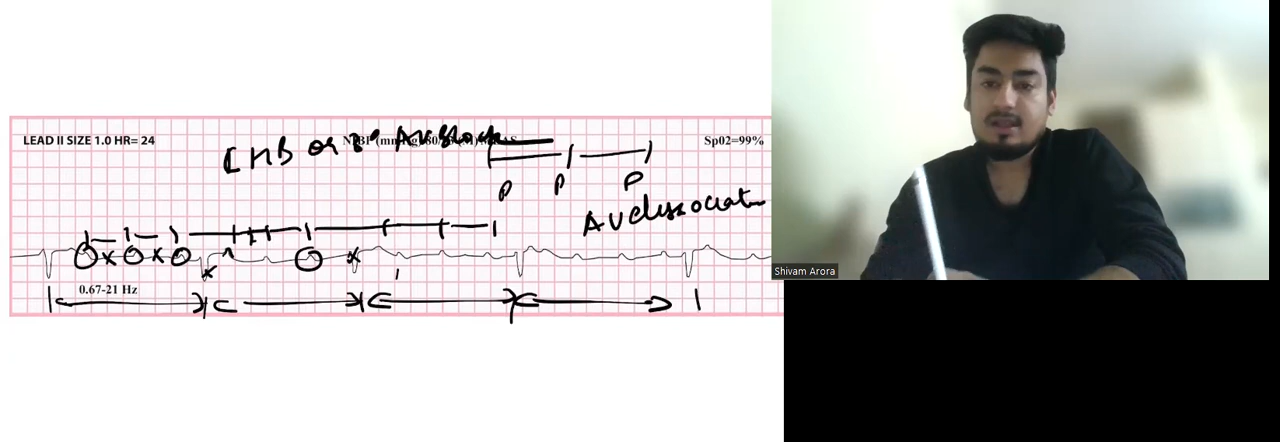 LEAD II SIZE 1.0 HR= 24
SpO2=99%
CHB or 3° AV Block
P P P
AV dissociation
0.67-21 Hz
Shivam Arora